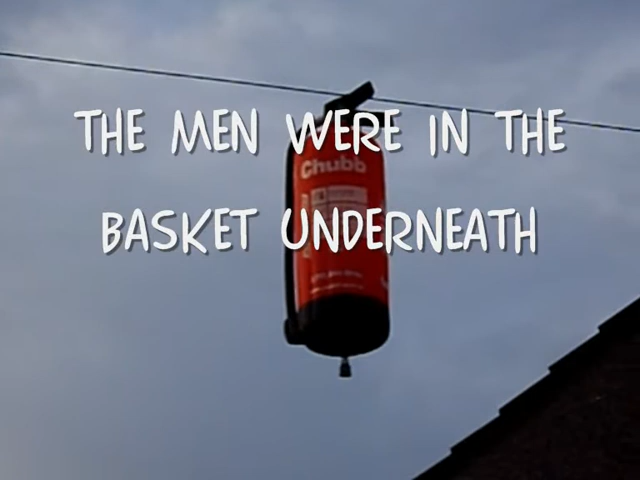 THE MEN WERE IN THE
Chubb
BASKET UNDERNEATH